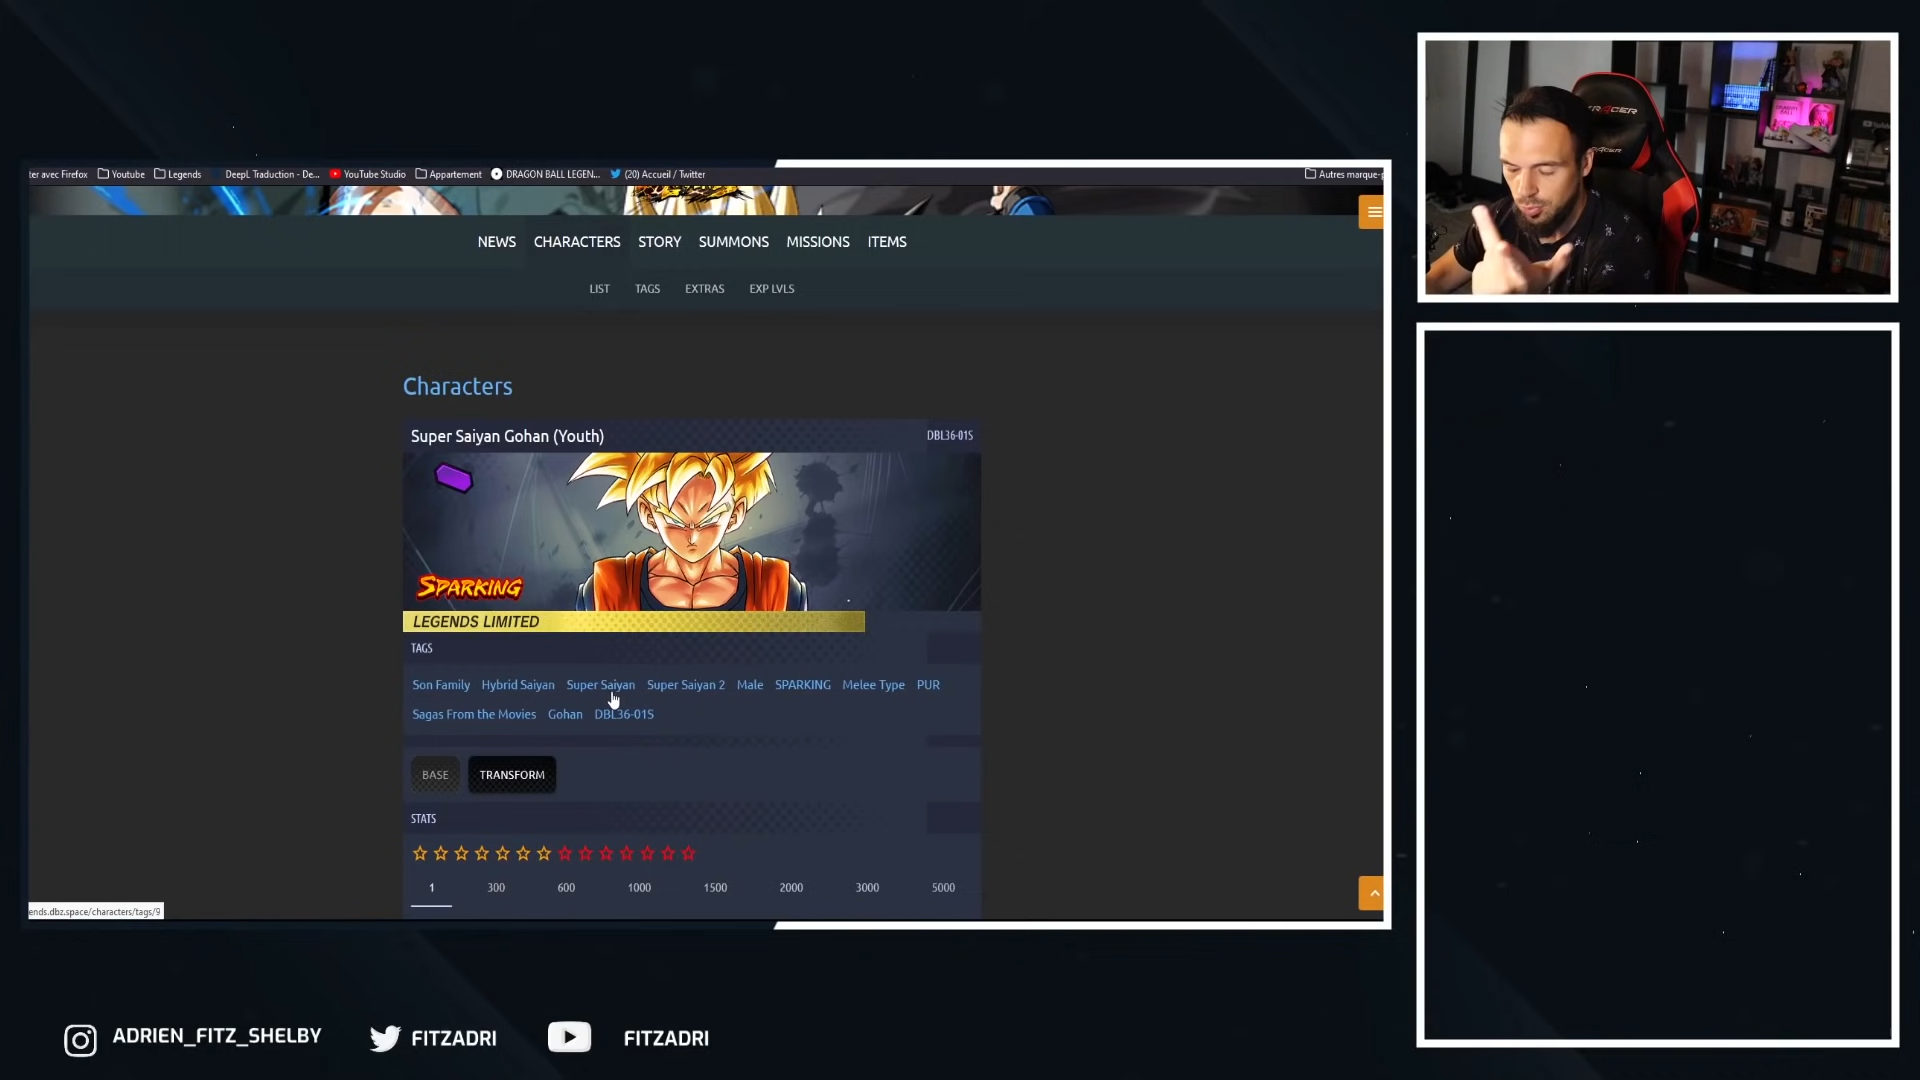 ter avec Firefox Youtube Legends DeepL Traduction - De... YouTube Studio Appartement DRAGON BALL LEGEN... (20) Accueil / Twitter Autres marque-p
NEWS CHARACTERS STORY SUMMONS MISSIONS ITEMS
LIST TAGS EXTRAS EXP LVLS
Characters
Super Saiyan Gohan (Youth) DBL36-01S
SPARKING
LEGENDS LIMITED
TAGS
Son Family Hybrid Saiyan Super Saiyan Super Saiyan 2 Male SPARKING Melee Type PUR
Sagas From the Movies Gohan DBL36-01S
BASE TRANSFORM
STATS
1 300 600 1000 1500 2000 3000 5000
ends.dbz.space/characters/tags/9
ADRIEN_FITZ_SHELBY FITZADRI FITZADRI